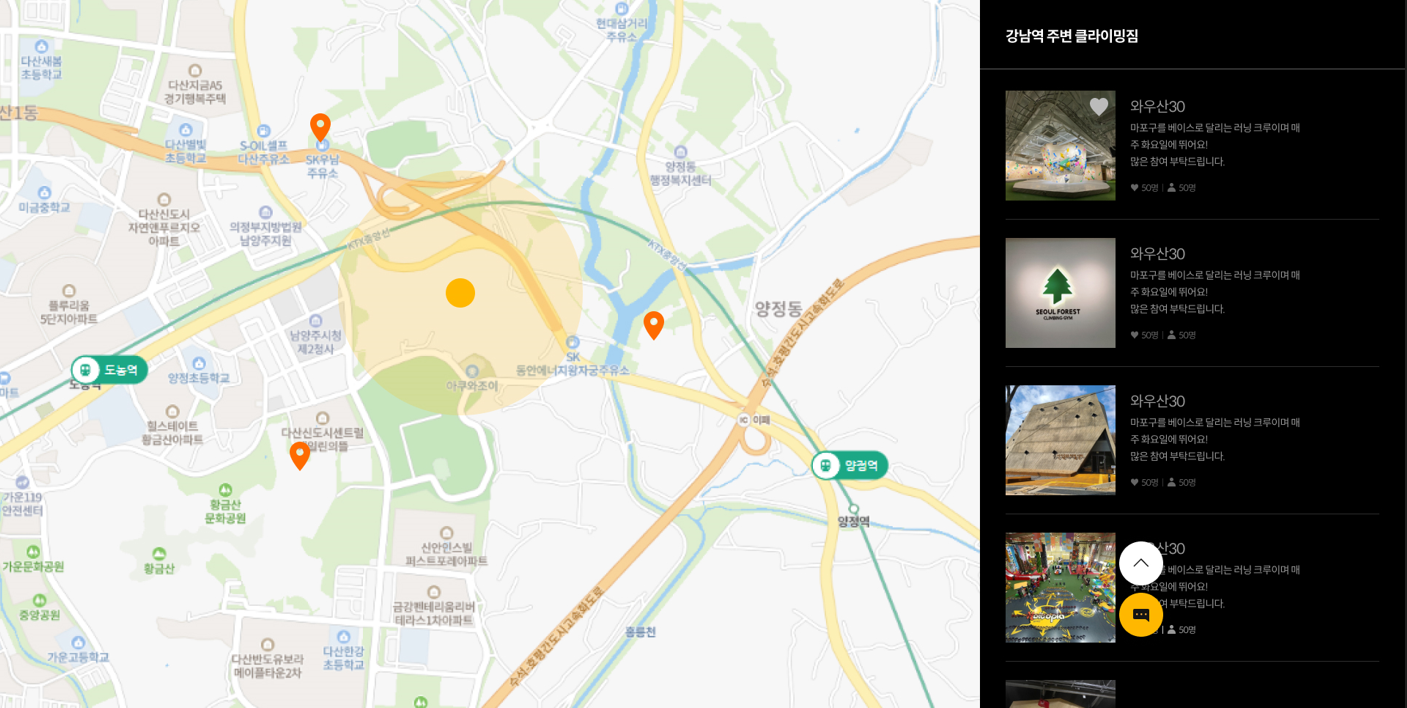 현대삼거리
주유소
다산새봄
초등학교
다산지금A5
경기행복주택
산1동
다산별빛
초등학교
S-OIL셀프
다산주유소
SK우남
주유소
양정동
행정복지센터
미금중학교
다산신도시
자연앤푸르지오
아파트
의정부지방법원
남양주지원
KTX중앙선
KTX중앙선
플루리움
5단지아파트
남양주시청
제2청사
양정동
수석-호평간도시고속화도로
도농역
SK
동안에너지왕자궁주유소
양정초등학교
아쿠와조이
마트
힐스테이트
황금산아파트
다산신도시센트럴
IC 이패
양정역
양정역
가운119
안전센터
황금산
문화공원
신안인스빌
퍼스트포레아파트
가운문화공원
황금산
중앙공원
금강펜테리움리버
테라스1차아파트
홍릉천
가운고등학교
다산반도유보라
메이플타운2차
다산한강
초등학교
수석-호평간도시고속화도로
강남역 주변 클라이밍짐
와우산30
마포구를 베이스로 달리는 러닝 크루이며 매
주 화요일에 뛰어요!
많은 참여 부탁드립니다.
50명 | 50명
SEOUL FOREST
CLIMBING GYM
와우산30
마포구를 베이스로 달리는 러닝 크루이며 매
주 화요일에 뛰어요!
많은 참여 부탁드립니다.
50명 | 50명
와우산30
마포구를 베이스로 달리는 러닝 크루이며 매
주 화요일에 뛰어요!
많은 참여 부탁드립니다.
50명 | 50명
산30
를 베이스로 달리는 러닝 크루이며 매
주 화요일에 뛰어요!
여 부탁드립니다.
50명